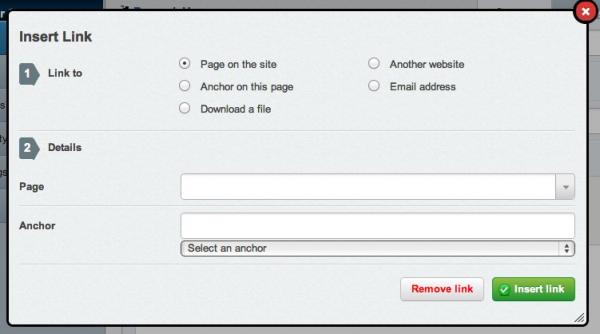 Insert Link
1 Link to
Page on the site
Another website
Anchor on this page
Email address
Download a file
2 Details
Page
Anchor
Select an anchor
Remove link
Insert link